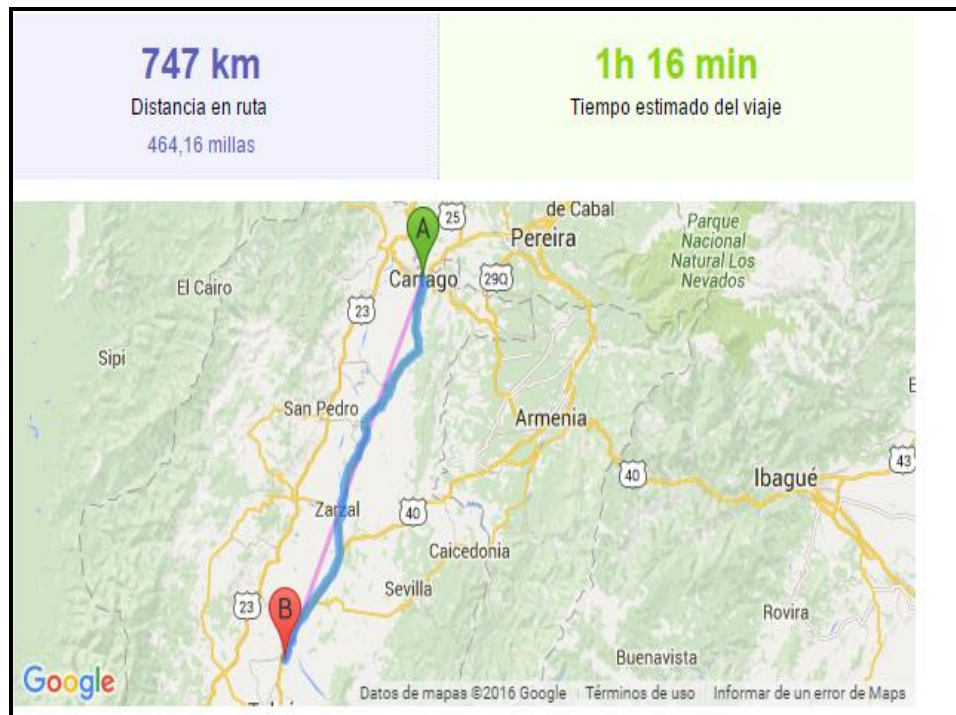 747 km
Distancia en ruta
464,16 millas
1h 16 min
Tiempo estimado del viaje
de Cabal
25
A
Parque
Nacional
Natural Los
Nevados
Pereira
Cartago
29Q
El Cairo
23
Sipi
San Pedro
Armenia
40
Ibagué
43
Zarzal
40
Caicedonia
Sevilla
23
B
Rovira
Buenavista
Google
Datos de mapas ©2016 Google
Términos de uso
Informar de un error de Maps